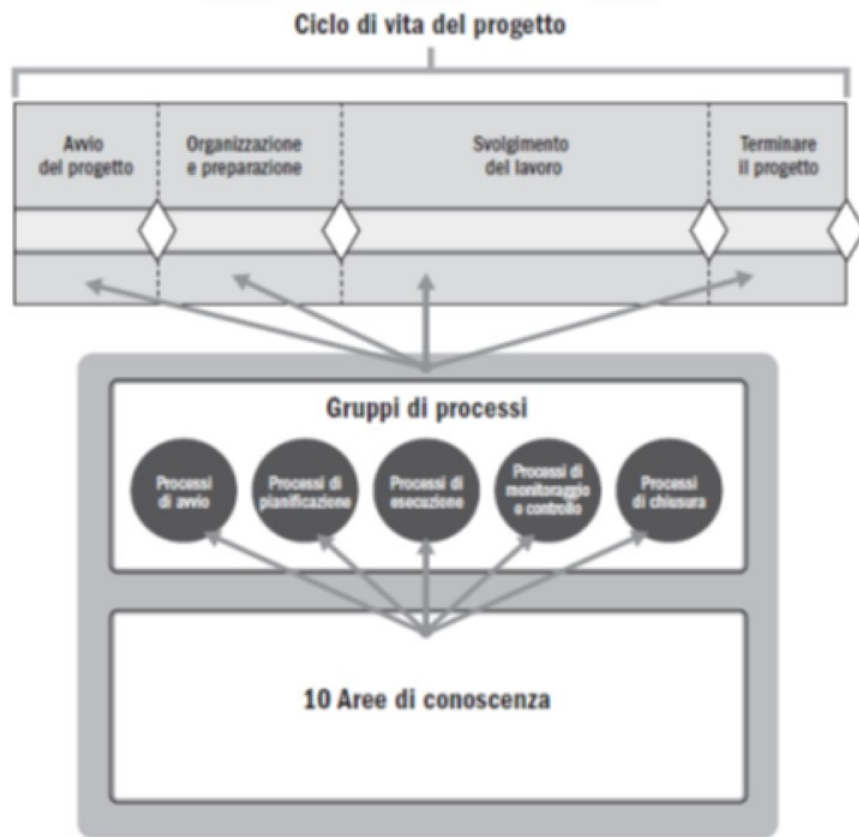 Ciclo di vita del progetto
Avvio
del progetto
Organizzazione
e preparazione
Svolgimento
del lavoro
Terminare
il progetto
Gruppi di processi
Processi
di avvio
Processi di
pianificazione
Processi di
esecuzione
Processi di
monitoraggio
e controllo
Processi
di chiusura
10 Aree di conoscenza